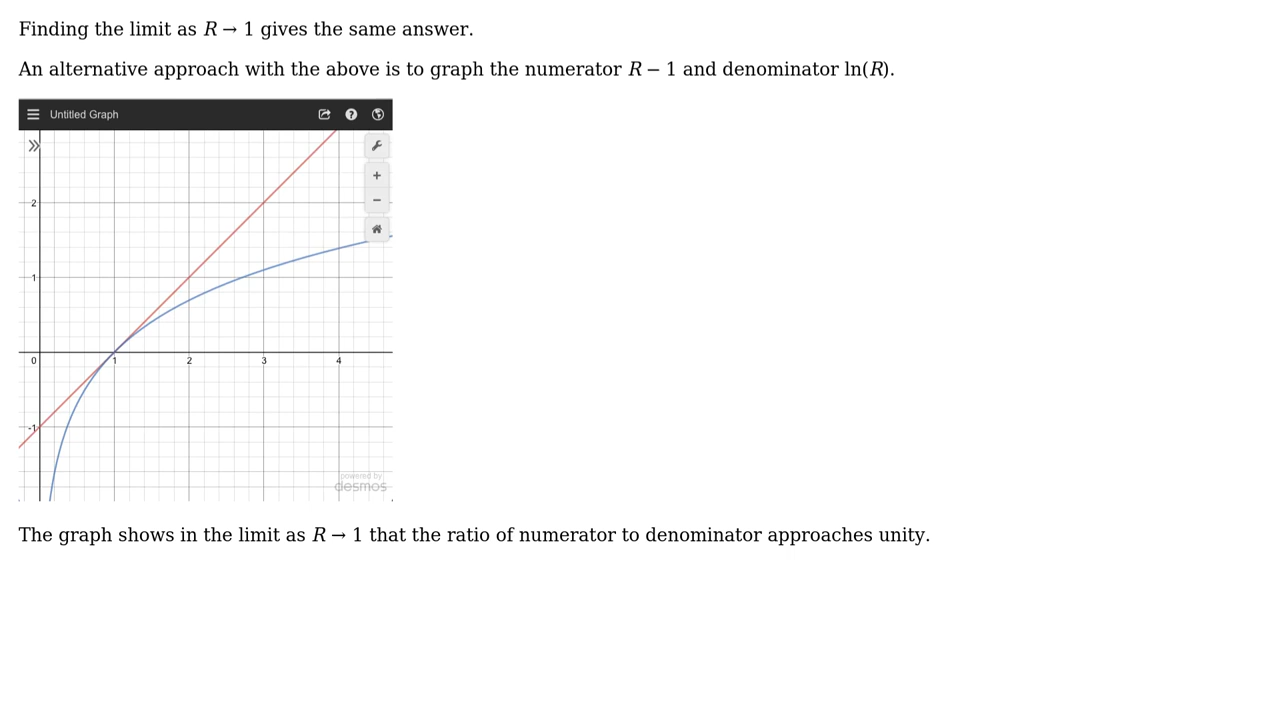 Finding the limit as R → 1 gives the same answer.
An alternative approach with the above is to graph the numerator R − 1 and denominator ln(R).
Untitled Graph
2
1
0 1 2 3 4
-1
powered by
desmos
The graph shows in the limit as R → 1 that the ratio of numerator to denominator approaches unity.